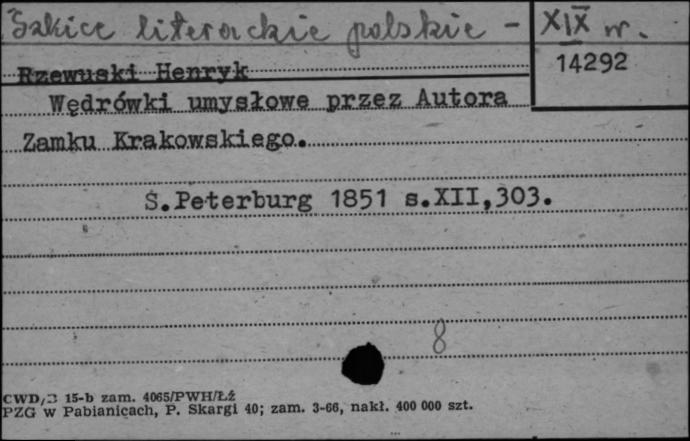 Szkice literackie polskie - XIX w.
14292
Rzewuski Henryk
Wędrówki umysłowe przez Autora
Zamku Krakowskiego.
S.Peterburg 1851 s.XII,303.
8
CWD/3 15-b zam. 4065/PWH/Łź
PZG w Pabianicach, P. Skargi 40; zam. 3-66, nakł. 400 000 szt.